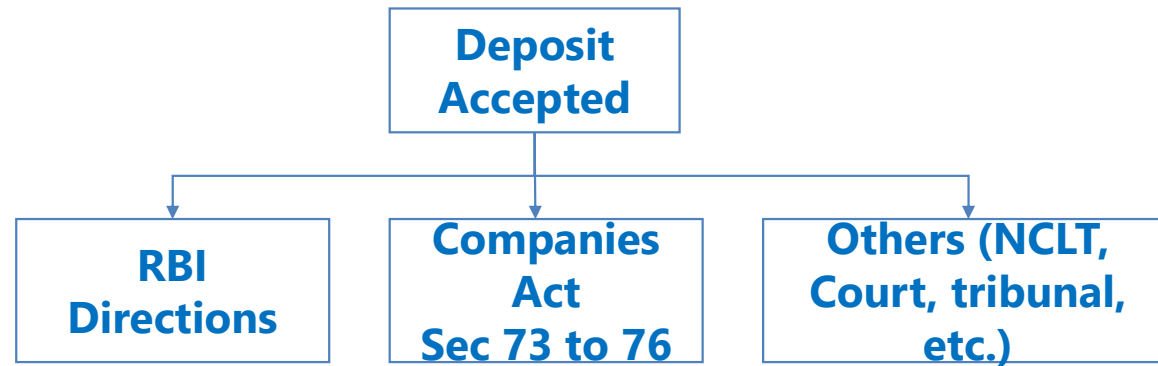 Deposit
Accepted
RBI
Directions
Companies
Act
Sec 73 to 76
Others (NCLT,
Court, tribunal,
etc.)